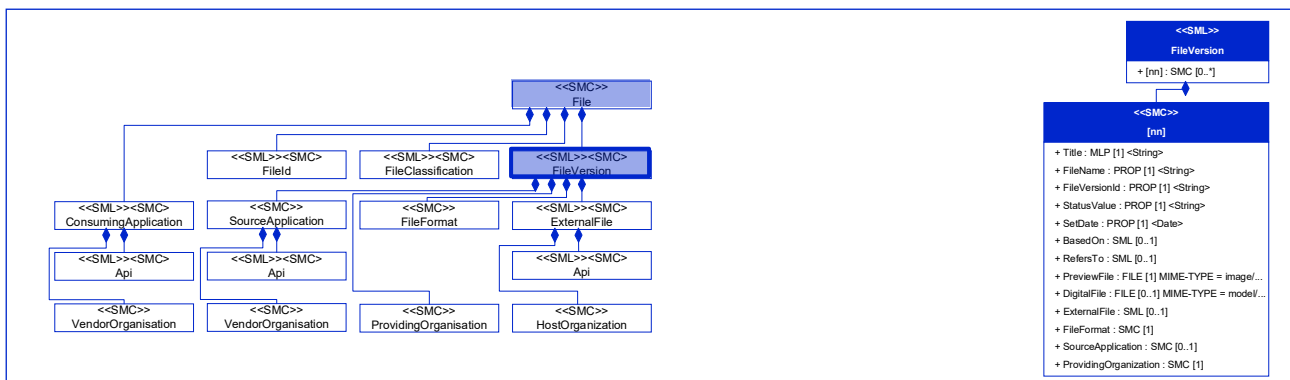 <<SML>>
FileVersion
+ [nn] : SMC [0..*]
<<SMC>>
File
<<SMC>>
[nn]
+ Title : MLP [1] <String>
+ FileName : PROP [1] <String>
+ FileVersionId : PROP [1] <String>
+ StatusValue : PROP [1] <String>
+ SetDate : PROP [1] <Date>
+ BasedOn : SML [0..1]
+ RefersTo : SML [0..1]
+ PreviewFile : FILE [1] MIME-TYPE = image/...
+ DigitalFile : FILE [0..1] MIME-TYPE = model/...
+ ExternalFile : SML [0..1]
+ FileFormat : SMC [1]
+ SourceApplication : SMC [0..1]
+ ProvidingOrganization : SMC [1]
<<SML>><SMC>
FileId
<<SML>><SMC>
FileClassification
<<SML>><SMC>
FileVersion
<<SML>><SMC>
ConsumingApplication
<<SML>><SMC>
SourceApplication
<<SMC>>
FileFormat
<<SML>><SMC>
ExternalFile
<<SML>><SMC>
Api
<<SML>><SMC>
Api
<<SML>><SMC>
Api
<<SMC>>
VendorOrganisation
<<SMC>>
VendorOrganisation
<<SMC>>
ProvidingOrganisation
<<SMC>>
HostOrganization